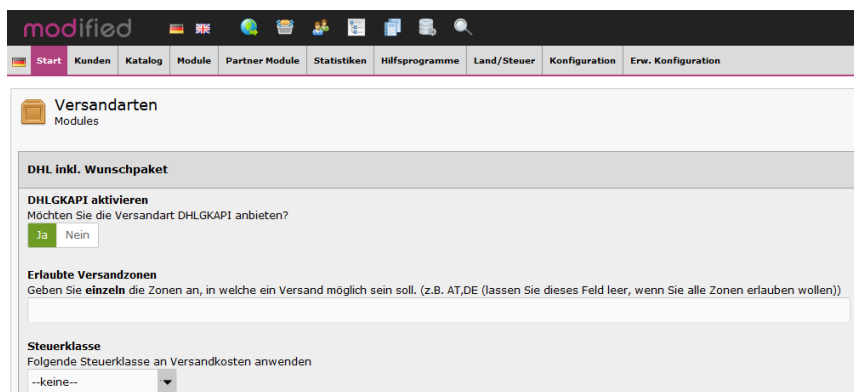 modified
Start Kunden Katalog Module Partner Module Statistiken Hilfsprogramme Land/Steuer Konfiguration Erw. Konfiguration
Versandarten
Modules
DHL inkl. Wunschpaket
DHLGKAPI aktivieren
Möchten Sie die Versandart DHLGKAPI anbieten?
Ja Nein
Erlaubte Versandzonen
Geben Sie einzeln die Zonen an, in welche ein Versand möglich sein soll. (z.B. AT,DE (lassen Sie dieses Feld leer, wenn Sie alle Zonen erlauben wollen))
Steuerklasse
Folgende Steuerklasse an Versandkosten anwenden
--keine--